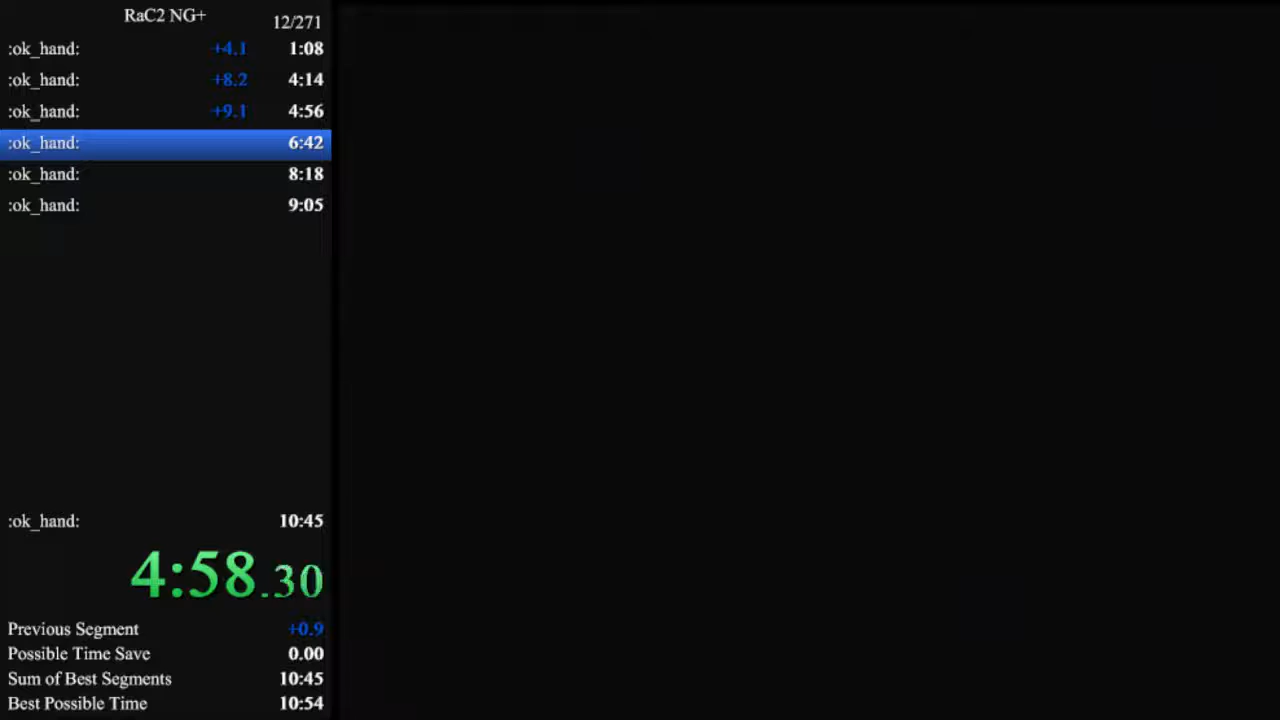 RaC2 NG+
12/271
:ok_hand: +4.1 1:08
:ok_hand: +8.2 4:14
:ok_hand: +9.1 4:56
:ok_hand: 6:42
:ok_hand: 8:18
:ok_hand: 9:05
:ok_hand: 10:45
4:58.30
Previous Segment +0.9
Possible Time Save 0.00
Sum of Best Segments 10:45
Best Possible Time 10:54